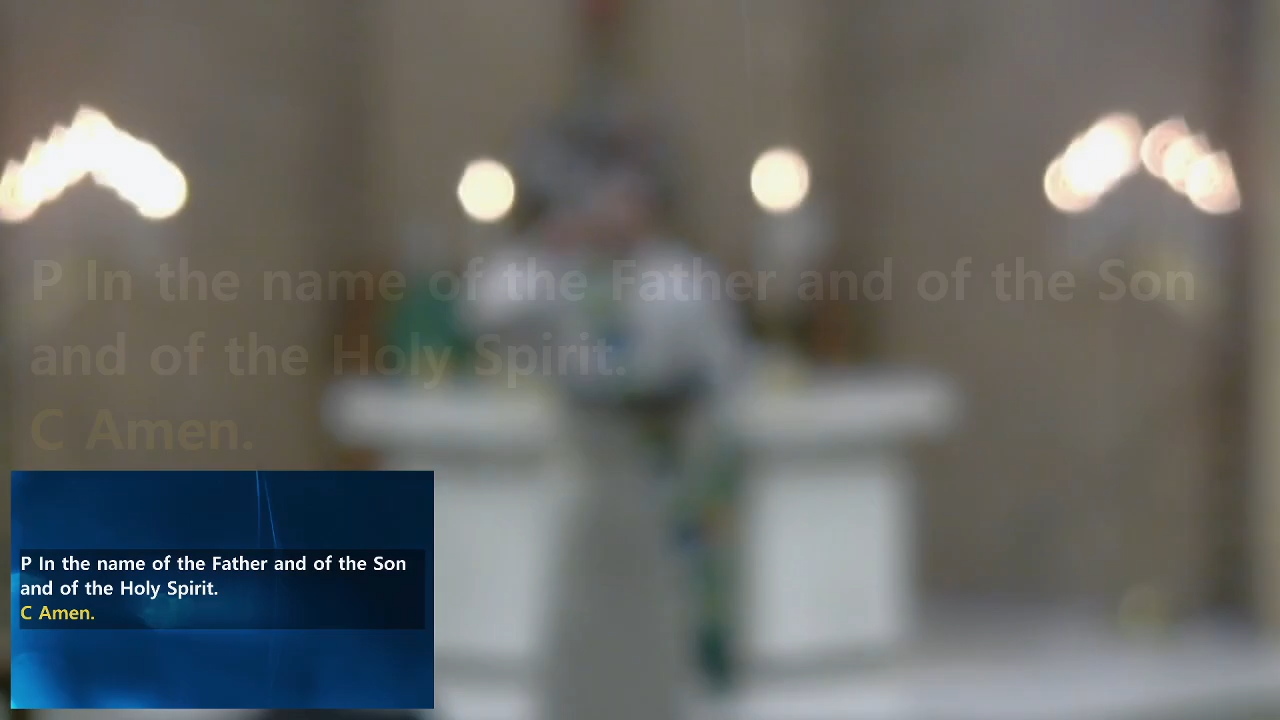 P In the name of the Father and of the Son
and of the Holy Spirit.
C Amen.
P In the name of the Father and of the Son
and of the Holy Spirit.
C Amen.